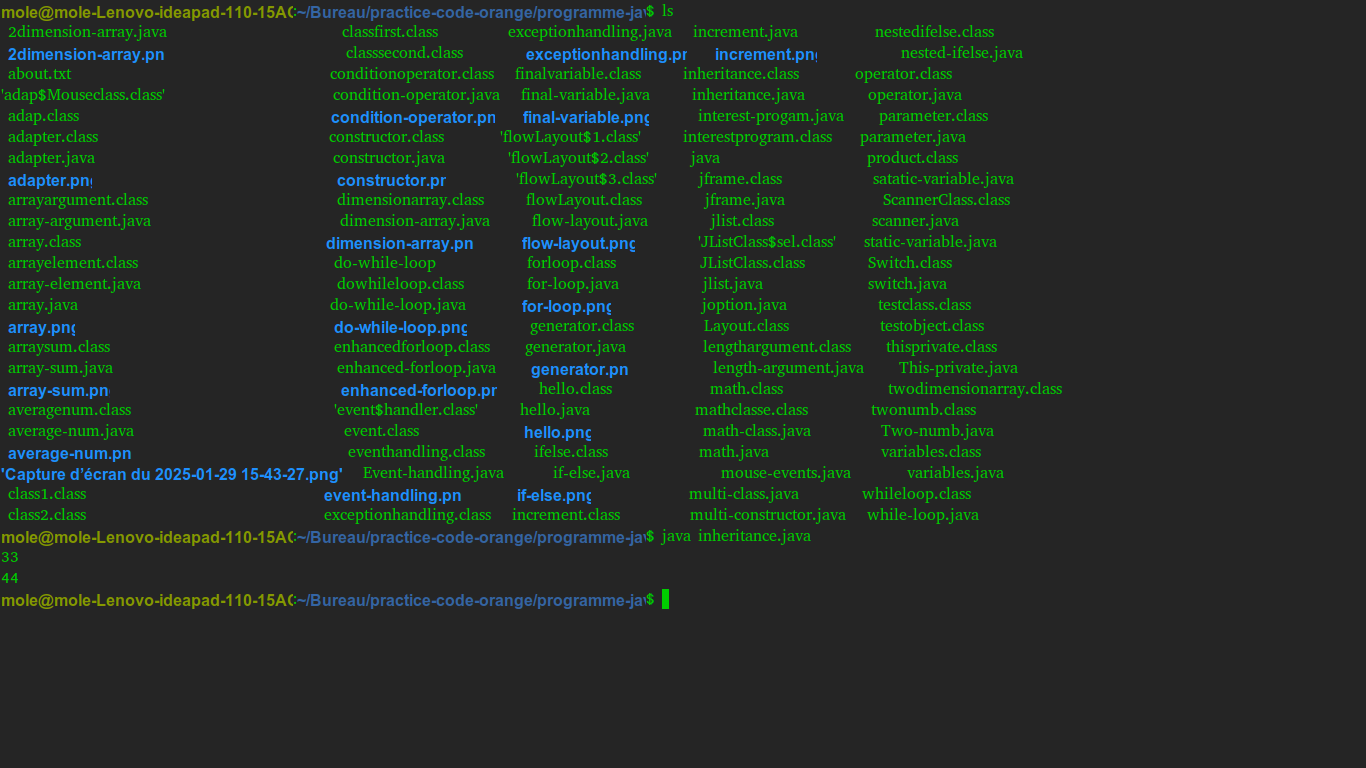 mole@mole-Lenovo-ideapad-110-15AC:~/Bureau/practice-code-orange/programme-jav$ ls
2dimension-array.java classfirst.class exceptionhandling.java increment.java nestedifelse.class
2dimension-array.pn classsecond.class exceptionhandling.pr increment.png nested-ifelse.java
about.txt conditionoperator.class finalvariable.class inheritance.class operator.class
'adap$Mouseclass.class' condition-operator.java final-variable.java inheritance.java operator.java
adap.class condition-operator.pn final-variable.png interest-progam.java parameter.class
adapter.class constructor.class 'flowLayout$1.class' interestprogram.class parameter.java
adapter.java constructor.java 'flowLayout$2.class' java product.class
adapter.png constructor.pr 'flowLayout$3.class' jframe.class satatic-variable.java
arrayargument.class dimensionarray.class flowLayout.class jframe.java ScannerClass.class
array-argument.java dimension-array.java flow-layout.java jlist.class scanner.java
array.class dimension-array.pn flow-layout.png 'JListClass$sel.class' static-variable.java
arrayelement.class do-while-loop forloop.class JListClass.class Switch.class
array-element.java dowhileloop.class for-loop.java jlist.java switch.java
array.java do-while-loop.java for-loop.png joption.java testclass.class
array.png do-while-loop.png generator.class Layout.class testobject.class
arraysum.class enhancedforloop.class generator.java lengthargument.class thisprivate.class
array-sum.java enhanced-forloop.java generator.pn length-argument.java This-private.java
array-sum.pn enhanced-forloop.pr hello.class math.class twodimensionarray.class
averagenum.class 'event$handler.class' hello.java mathclasse.class twonumb.class
average-num.java event.class hello.png math-class.java Two-numb.java
average-num.pn eventhandling.class ifelse.class math.java variables.class
'Capture d’écran du 2025-01-29 15-43-27.png' Event-handling.java if-else.java mouse-events.java variables.java
class1.class event-handling.pn if-else.png multi-class.java whileloop.class
class2.class exceptionhandling.class increment.class multi-constructor.java while-loop.java
mole@mole-Lenovo-ideapad-110-15AC:~/Bureau/practice-code-orange/programme-jav$ java inheritance.java
33
44
mole@mole-Lenovo-ideapad-110-15AC:~/Bureau/practice-code-orange/programme-jav$